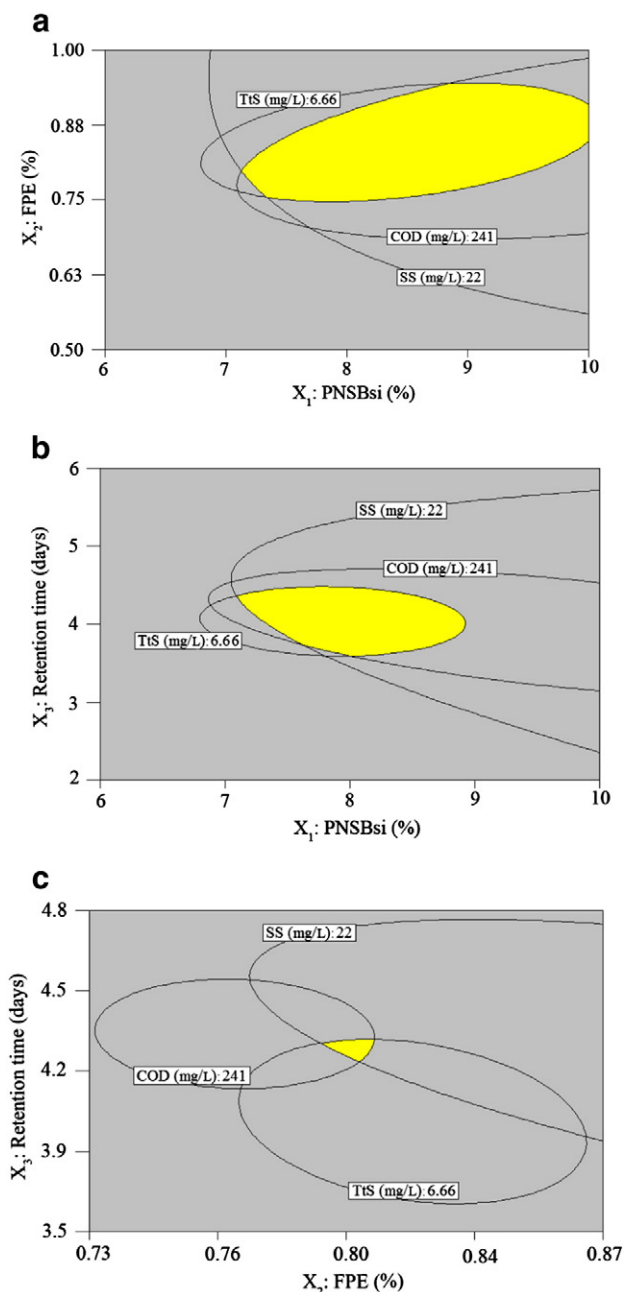 a
1.00
0.88
0.75
0.63
0.50
X₂: FPE (%)
TtS (mg/L):6.66
COD (mg/L):241
SS (mg/L):22
6 7 8 9 10
X₁: PNSBsi (%)
b
6
5
4
3
2
X₃: Retention time (days)
SS (mg/L):22
COD (mg/L):241
TtS (mg/L):6.66
6 7 8 9 10
X₁: PNSBsi (%)
c
4.8
4.5
4.2
3.9
3.5
X₃: Retention time (days)
SS (mg/L):22
COD (mg/L):241
TtS (mg/L):6.66
0.73 0.76 0.80 0.84 0.87
X₂: FPE (%)